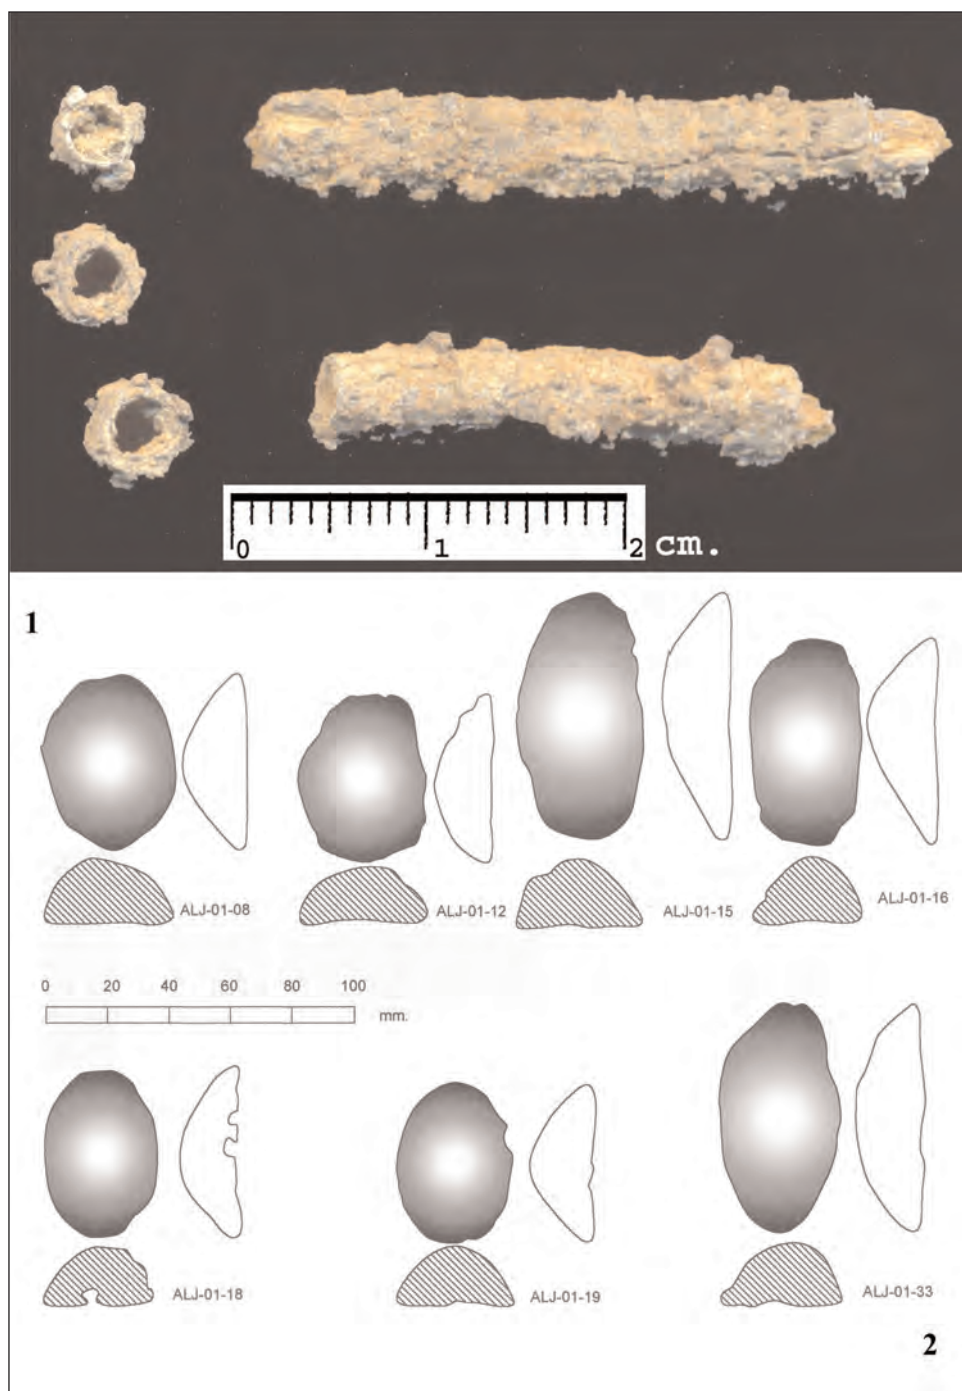 0 1 2 cm.
1
ALJ-01-08 ALJ-01-12 ALJ-01-15 ALJ-01-16
0 20 40 60 80 100
mm.
ALJ-01-18 ALJ-01-19 ALJ-01-33
2